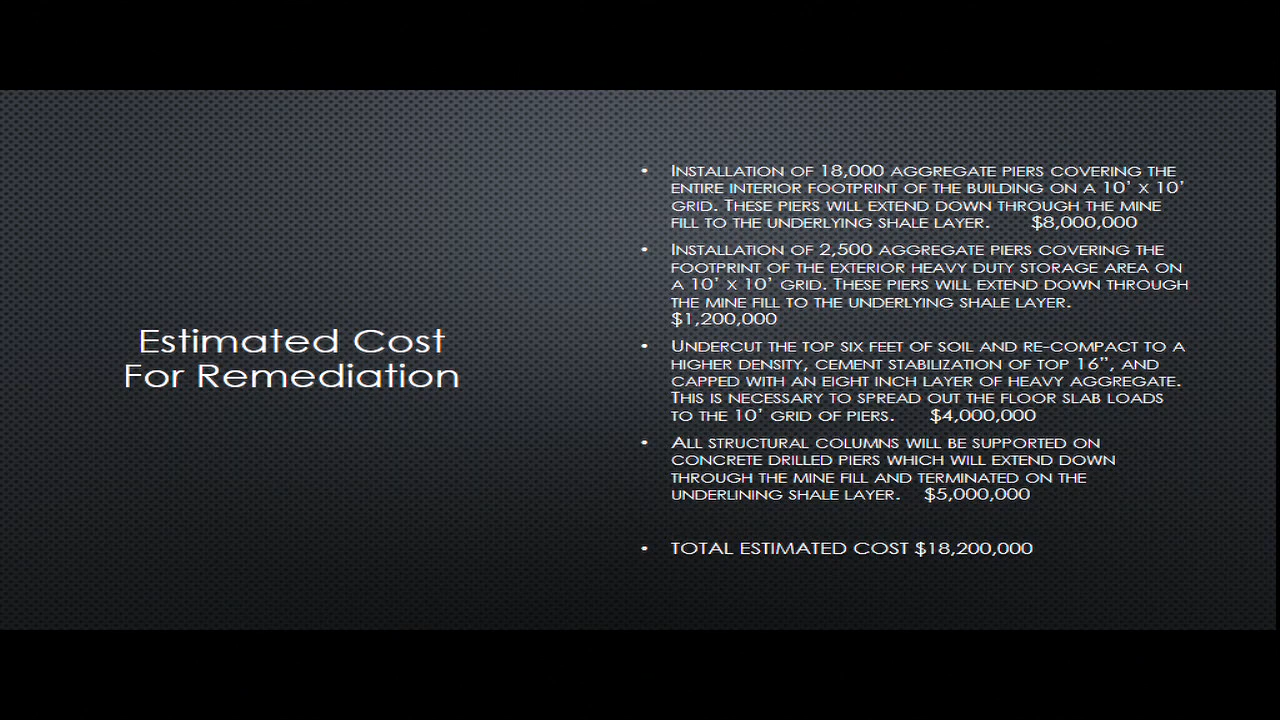 Estimated Cost
For Remediation
• INSTALLATION OF 18,000 AGGREGATE PIERS COVERING THE
ENTIRE INTERIOR FOOTPRINT OF THE BUILDING ON A 10' X 10'
GRID. THESE PIERS WILL EXTEND DOWN THROUGH THE MINE
FILL TO THE UNDERLYING SHALE LAYER. $8,000,000
• INSTALLATION OF 2,500 AGGREGATE PIERS COVERING THE
FOOTPRINT OF THE EXTERIOR HEAVY DUTY STORAGE AREA ON
A 10' X 10' GRID. THESE PIERS WILL EXTEND DOWN THROUGH
THE MINE FILL TO THE UNDERLYING SHALE LAYER.
$1,200,000
• UNDERCUT THE TOP SIX FEET OF SOIL AND RE-COMPACT TO A
HIGHER DENSITY, CEMENT STABILIZATION OF TOP 16", AND
CAPPED WITH AN EIGHT INCH LAYER OF HEAVY AGGREGATE.
THIS IS NECESSARY TO SPREAD OUT THE FLOOR SLAB LOADS
TO THE 10' GRID OF PIERS. $4,000,000
• ALL STRUCTURAL COLUMNS WILL BE SUPPORTED ON
CONCRETE DRILLED PIERS WHICH WILL EXTEND DOWN
THROUGH THE MINE FILL AND TERMINATED ON THE
UNDERLINING SHALE LAYER. $5,000,000
• TOTAL ESTIMATED COST $18,200,000